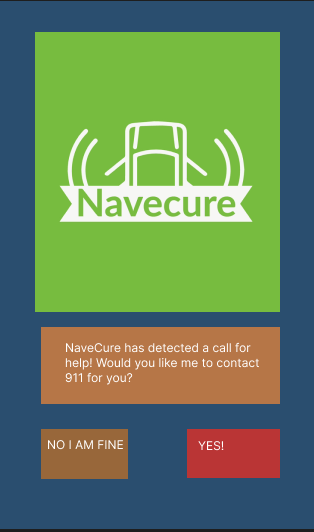 Navecure
NaveCure has detected a call for
help! Would you like me to contact
911 for you?
NO I AM FINE
YES!